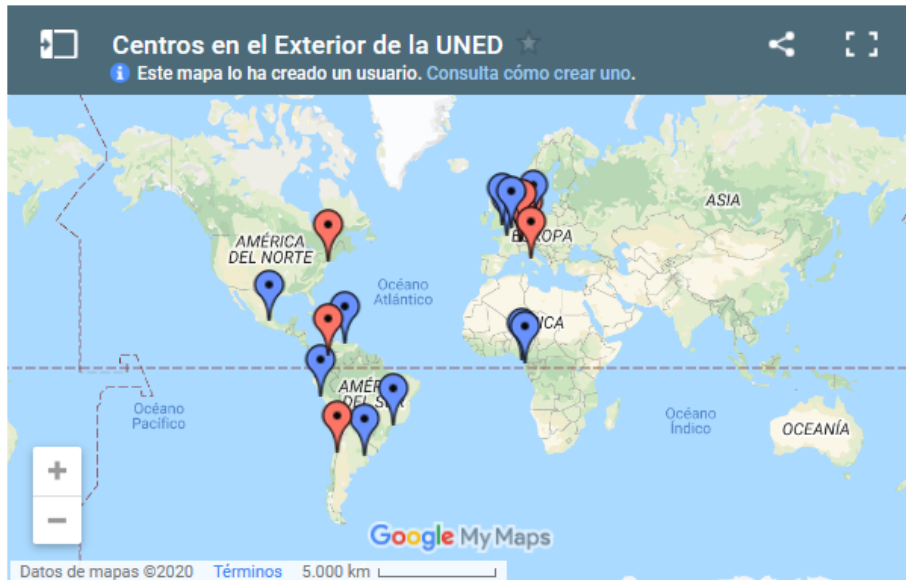 Centros en el Exterior de la UNED
Este mapa lo ha creado un usuario. Consulta cómo crear uno.
ASIA
AMÉRICA
DEL NORTE
Océano
Atlántico
Océano
Pacífico
Océano
Índico
OCEANÍA
Google My Maps
Datos de mapas ©2020 Términos 5.000 km